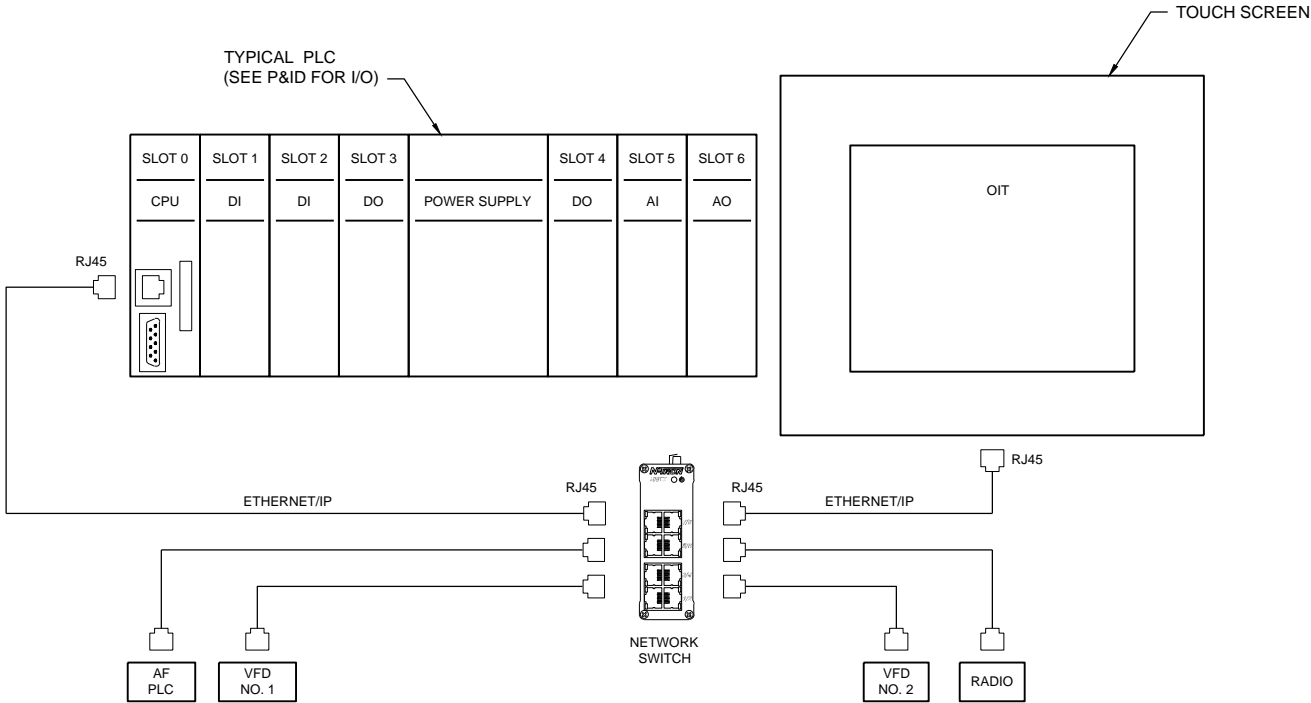 TOUCH SCREEN
TYPICAL PLC
(SEE P&ID FOR I/O)
SLOT 0
SLOT 1
SLOT 2
SLOT 3
SLOT 4
SLOT 5
SLOT 6
CPU
DI
DI
DO
POWER SUPPLY
DO
AI
AO
OIT
RJ45
RJ45
ETHERNET/IP
RJ45
RJ45
ETHERNET/IP
NETWORK
SWITCH
AF
PLC
VFD
NO. 1
VFD
NO. 2
RADIO